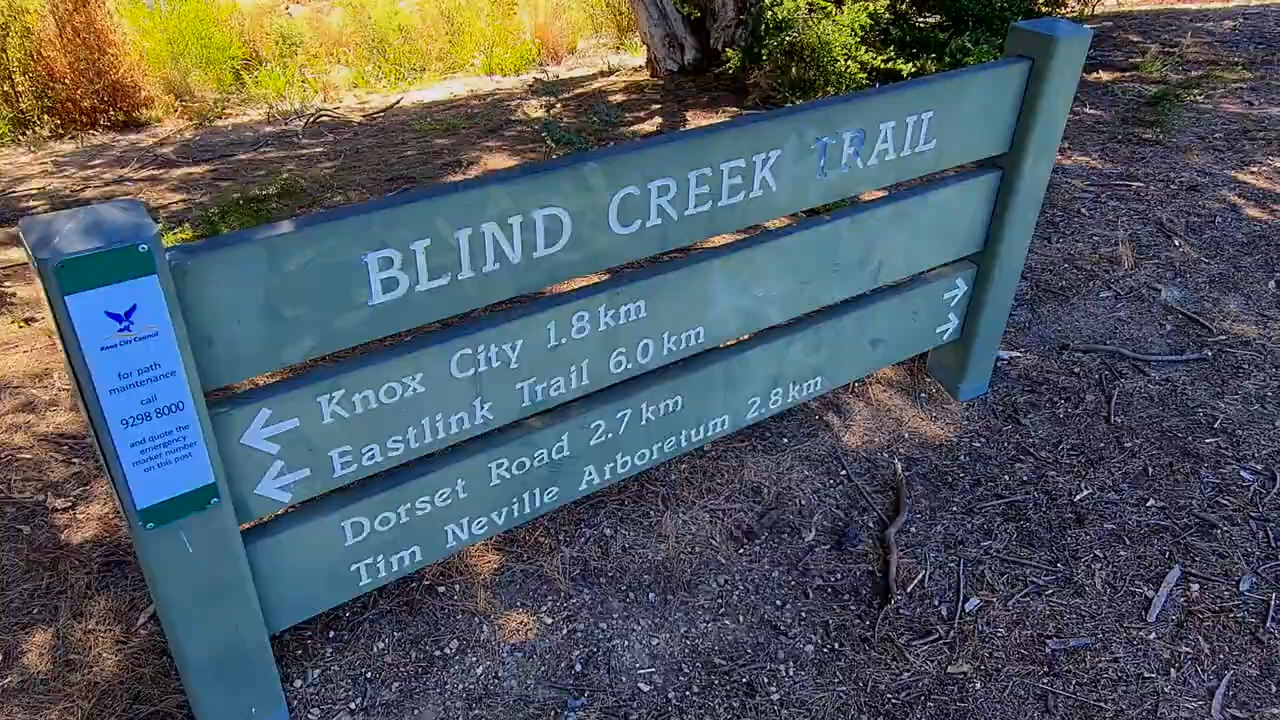 BLIND CREEK TRAIL
← Knox City 1.8 km
← Eastlink Trail 6.0 km
Dorset Road 2.7 km →
Tim Neville Arboretum 2.8 km →
Knox City Council
for path
maintenance
call
9298 8000
and quote the
emergency
marker number
on this post